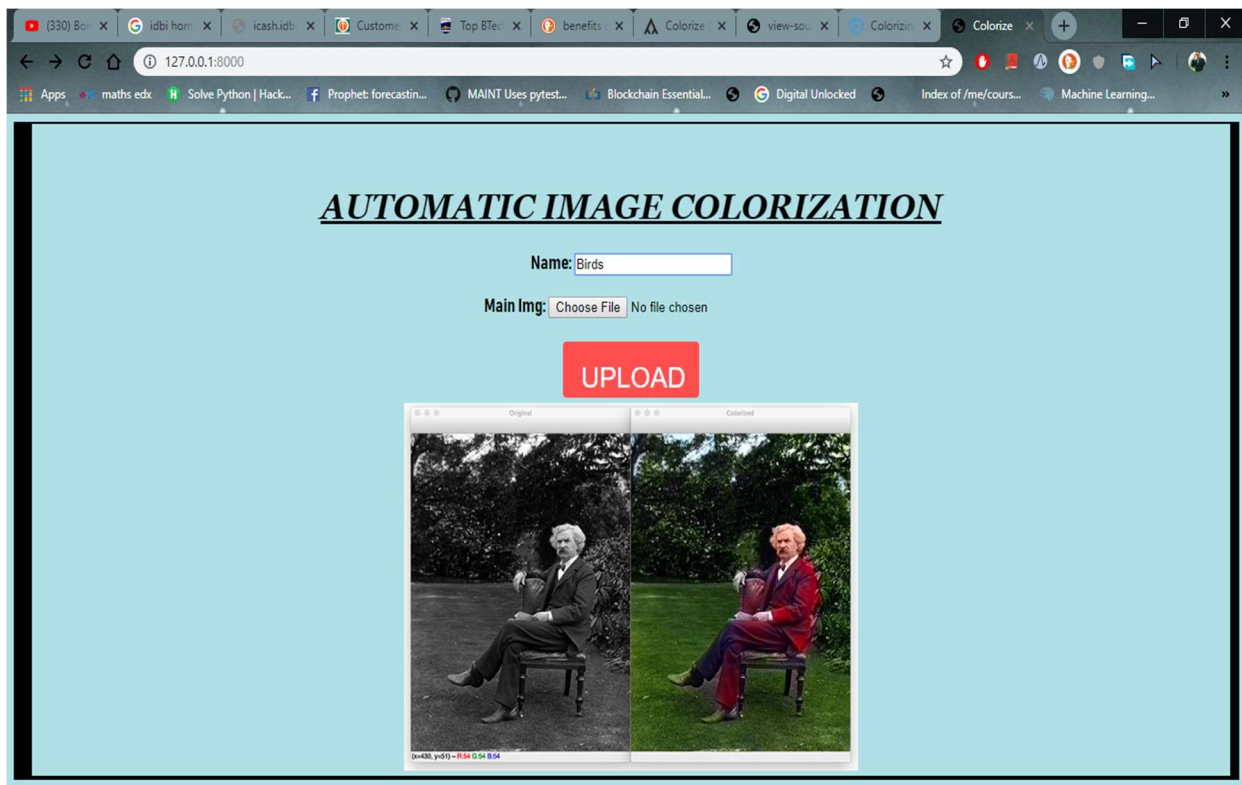 (330) Bor
idbi hom
icash.idb
Custome
Top BTec
benefits
Colorize
view-sou
Colorizin
Colorize
127.0.0.1:8000
Apps
maths edx
Solve Python | Hack...
Prophet: forecastin...
MAINT Uses pytest...
Blockchain Essential...
Digital Unlocked
Index of /me/cours...
Machine Learning...
»
AUTOMATIC IMAGE COLORIZATION
Name: Birds
Main Img: Choose File No file chosen
UPLOAD
Original
Colorized
(x=430, y=51) ~ R:54 G:54 B:54